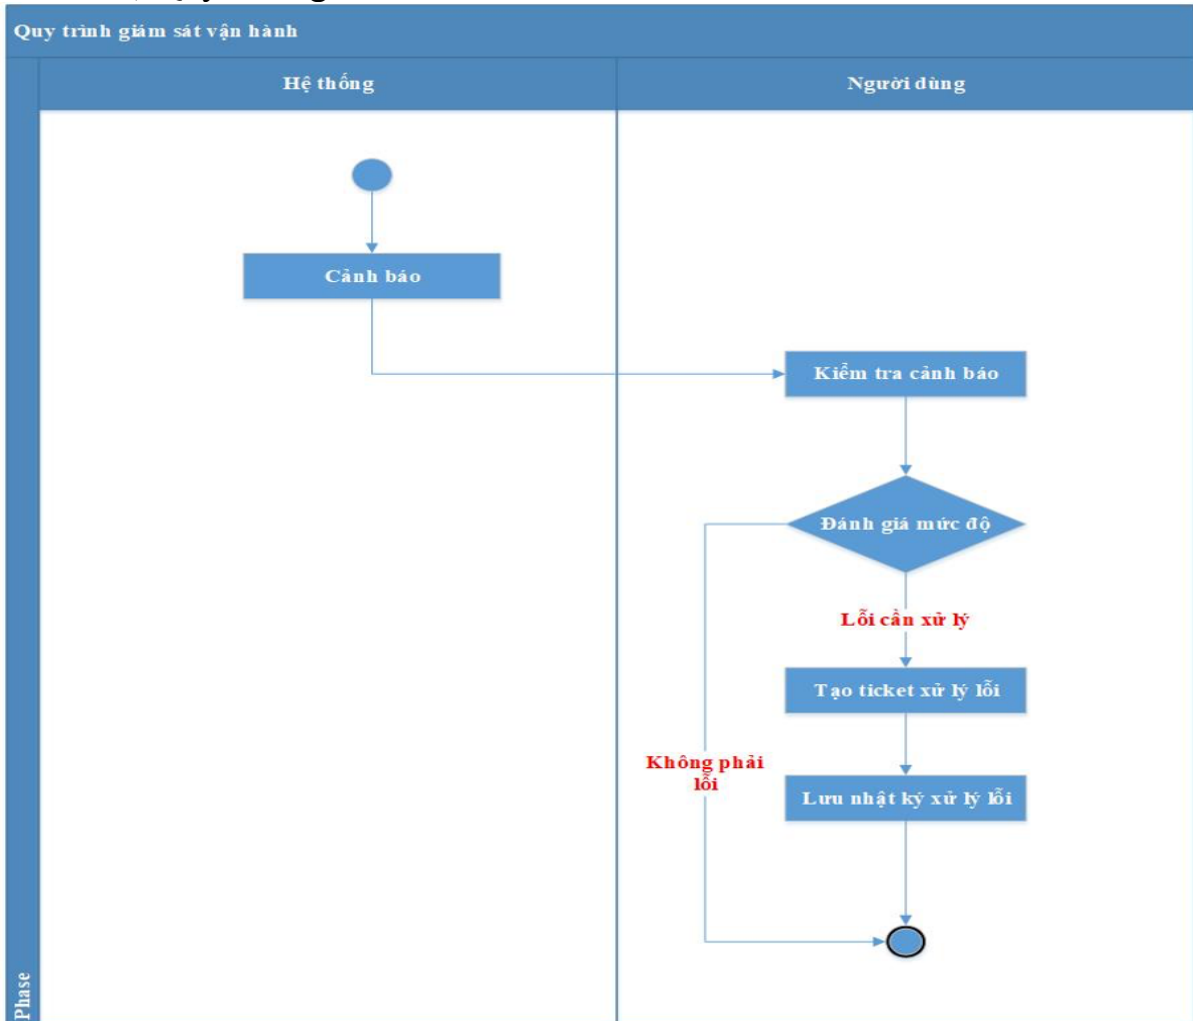 Quy trình giám sát vận hành
Hệ thống
Người dùng
Cảnh báo
Kiểm tra cảnh báo
Đánh giá mức độ
Lỗi cần xử lý
Tạo ticket xử lý lỗi
Không phải
lỗi
Lưu nhật ký xử lý lỗi
Phase